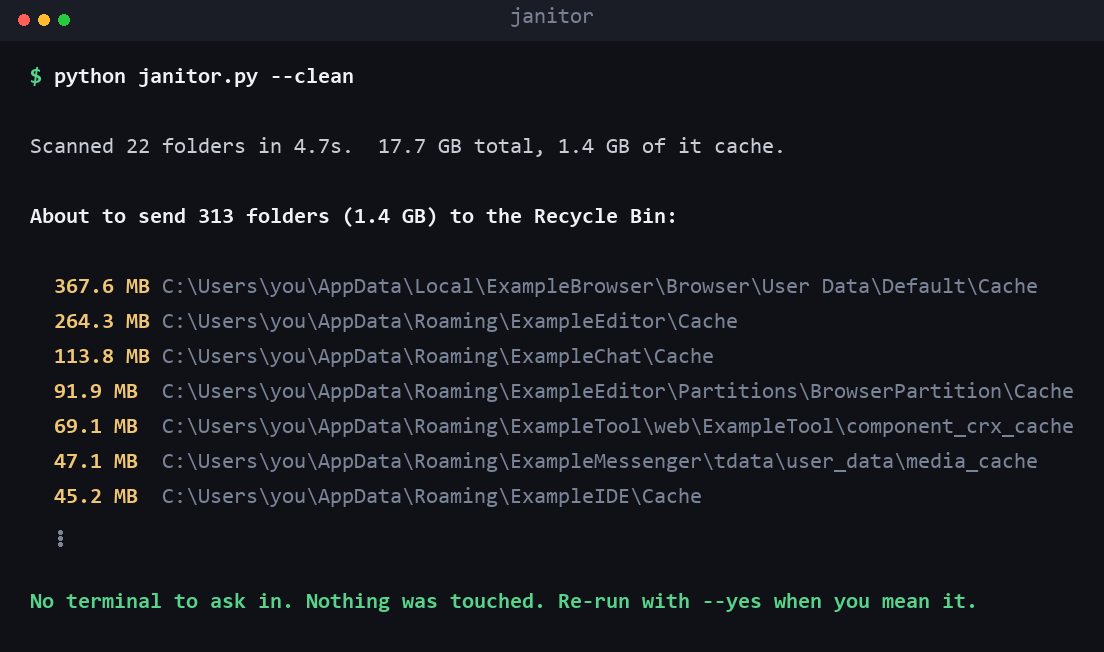 janitor
$ python janitor.py --clean
Scanned 22 folders in 4.7s.  17.7 GB total, 1.4 GB of it cache.
About to send 313 folders (1.4 GB) to the Recycle Bin:
367.6 MB C:\Users\you\AppData\Local\ExampleBrowser\Browser\User Data\Default\Cache
264.3 MB C:\Users\you\AppData\Roaming\ExampleEditor\Cache
113.8 MB C:\Users\you\AppData\Roaming\ExampleChat\Cache
91.9 MB  C:\Users\you\AppData\Roaming\ExampleEditor\Partitions\BrowserPartition\Cache
69.1 MB  C:\Users\you\AppData\Roaming\ExampleTool\web\ExampleTool\component_crx_cache
47.1 MB  C:\Users\you\AppData\Roaming\ExampleMessenger\tdata\user_data\media_cache
45.2 MB  C:\Users\you\AppData\Roaming\ExampleIDE\Cache
⋮
No terminal to ask in. Nothing was touched. Re-run with --yes when you mean it.